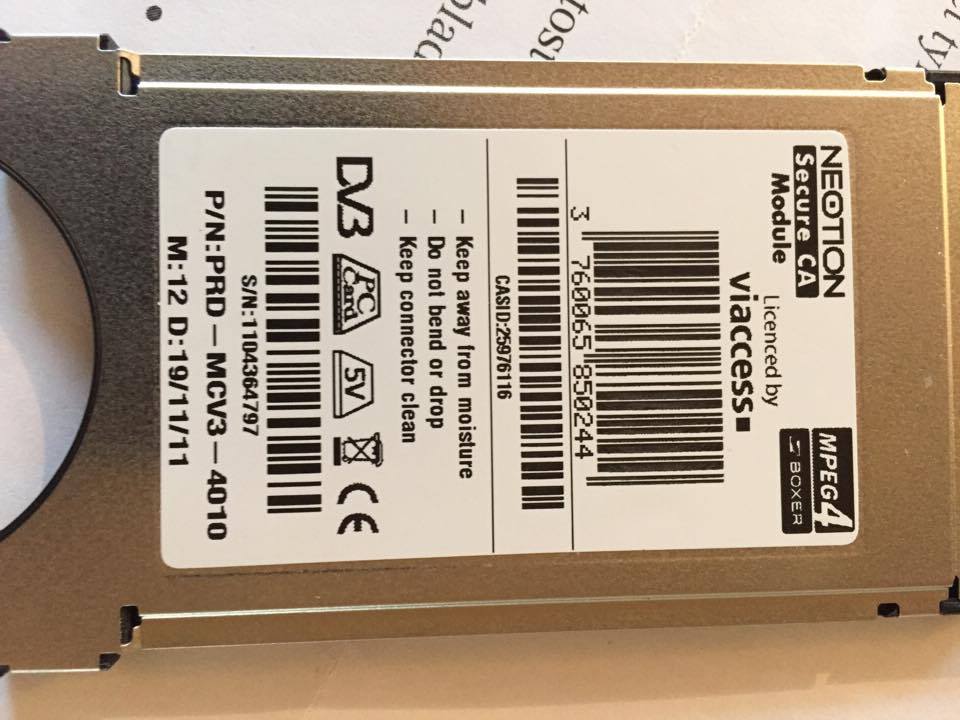 NEOTION
Secure CA
Module
MPEG4
BOXER
Licenced by
viaccess
3 760065 850244
CASID:25976116
– Keep away from moisture
– Do not bend or drop
– Keep connector clean
DVB PC Card 5V CE
S/N:1104364797
P/N:PRD–MCV3–4010
M:12 D:19/11/11